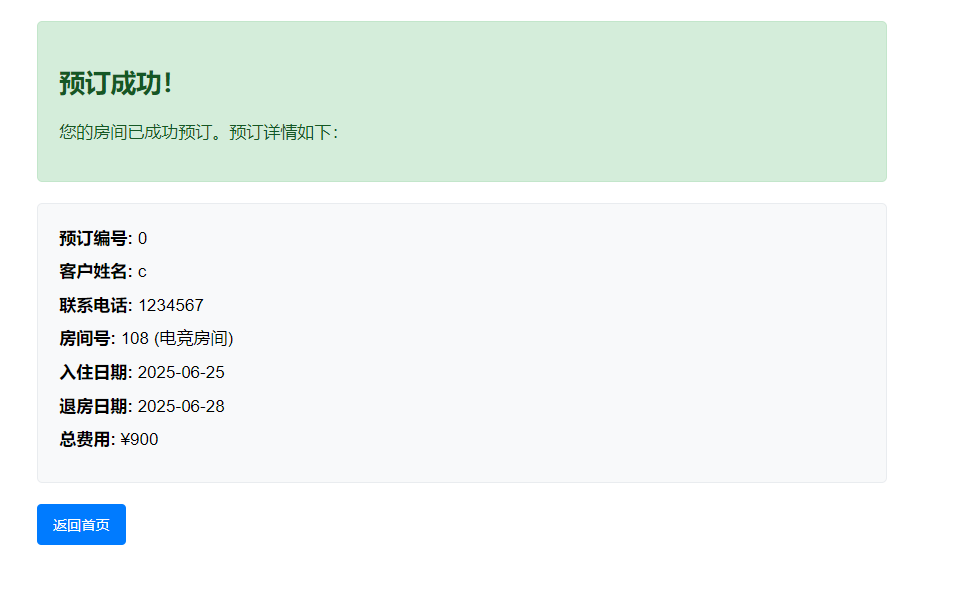 预订成功！
您的房间已成功预订。预订详情如下：
预订编号: 0
客户姓名: c
联系电话: 1234567
房间号: 108 (电竞房间)
入住日期: 2025-06-25
退房日期: 2025-06-28
总费用: ¥900
返回首页